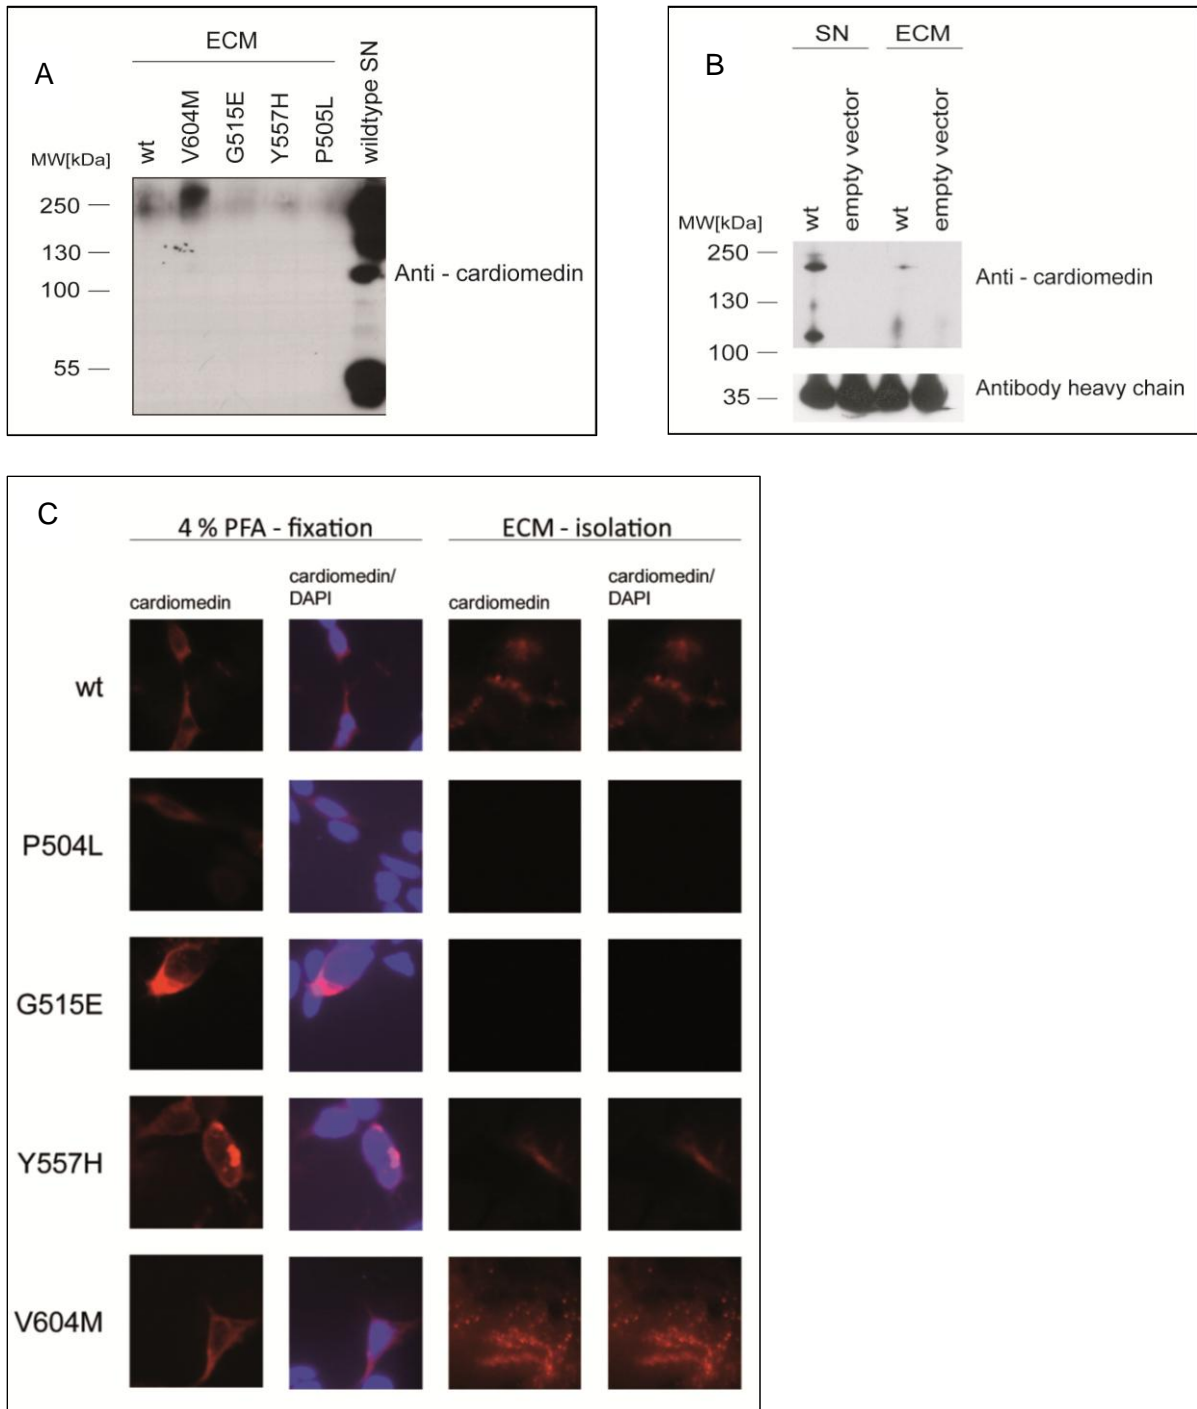 A
ECM
wt
V604M
G515E
Y557H
P505L
wildtype SN
MW[kDa]
250
130
100
55
Anti - cardiomedin
B
SN ECM
wt
empty vector
wt
empty vector
MW[kDa]
250
130
100
35
Anti - cardiomedin
Antibody heavy chain
C
4 % PFA - fixation ECM - isolation
cardiomedin
cardiomedin/
DAPI
cardiomedin
cardiomedin/
DAPI
wt
P504L
G515E
Y557H
V604M